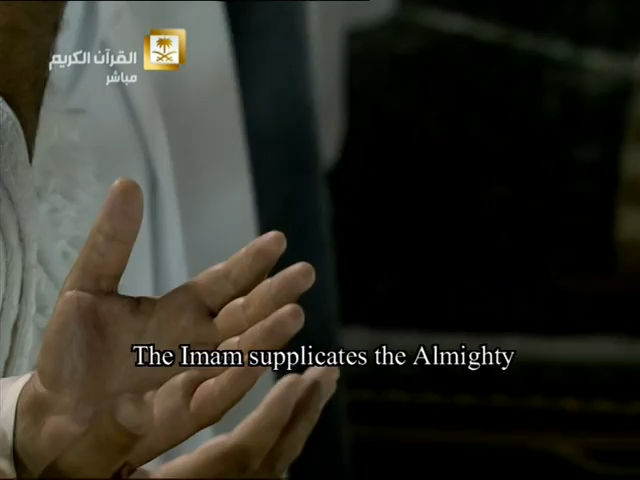 القرآن الكريم
مباشر
The Imam supplicates the Almighty